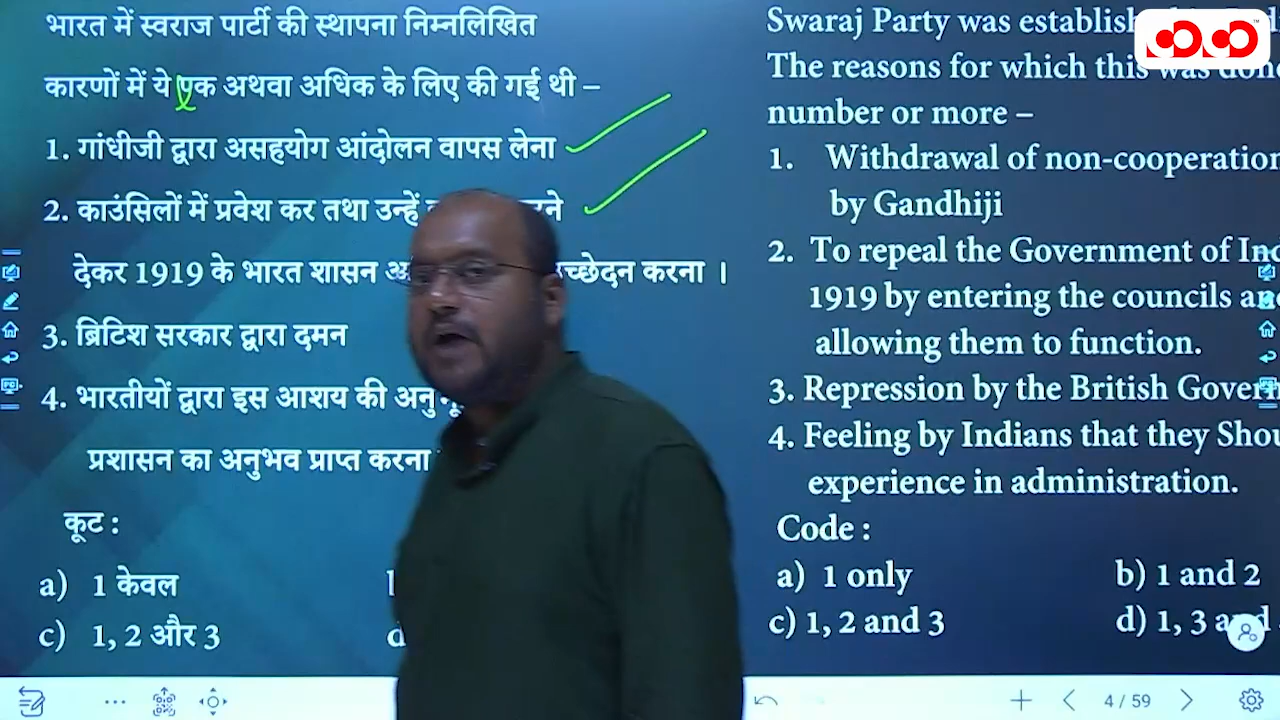 भारत में स्वराज पार्टी की स्थापना निम्नलिखित
कारणों में ये एक अथवा अधिक के लिए की गई थी –
1. गांधीजी द्वारा असहयोग आंदोलन वापस लेना
2. काउंसिलों में प्रवेश कर तथा उन्हें
देकर 1919 के भारत शासन करना ।
3. ब्रिटिश सरकार द्वारा दमन
4. भारतीयों द्वारा इस आशय की
प्रशासन का अनुभव प्राप्त करना
कूट :
a) 1 केवल
c) 1, 2 और 3
Swaraj Party was
The reasons for which this was done
number or more –
1. Withdrawal of non-cooperation
by Gandhiji
2. To repeal the Government of
1919 by entering the councils
allowing them to function.
3. Repression by the British
4. Feeling by Indians that they
experience in administration.
Code :
a) 1 only
b) 1 and 2
c) 1, 2 and 3
d) 1, 3
4 / 59